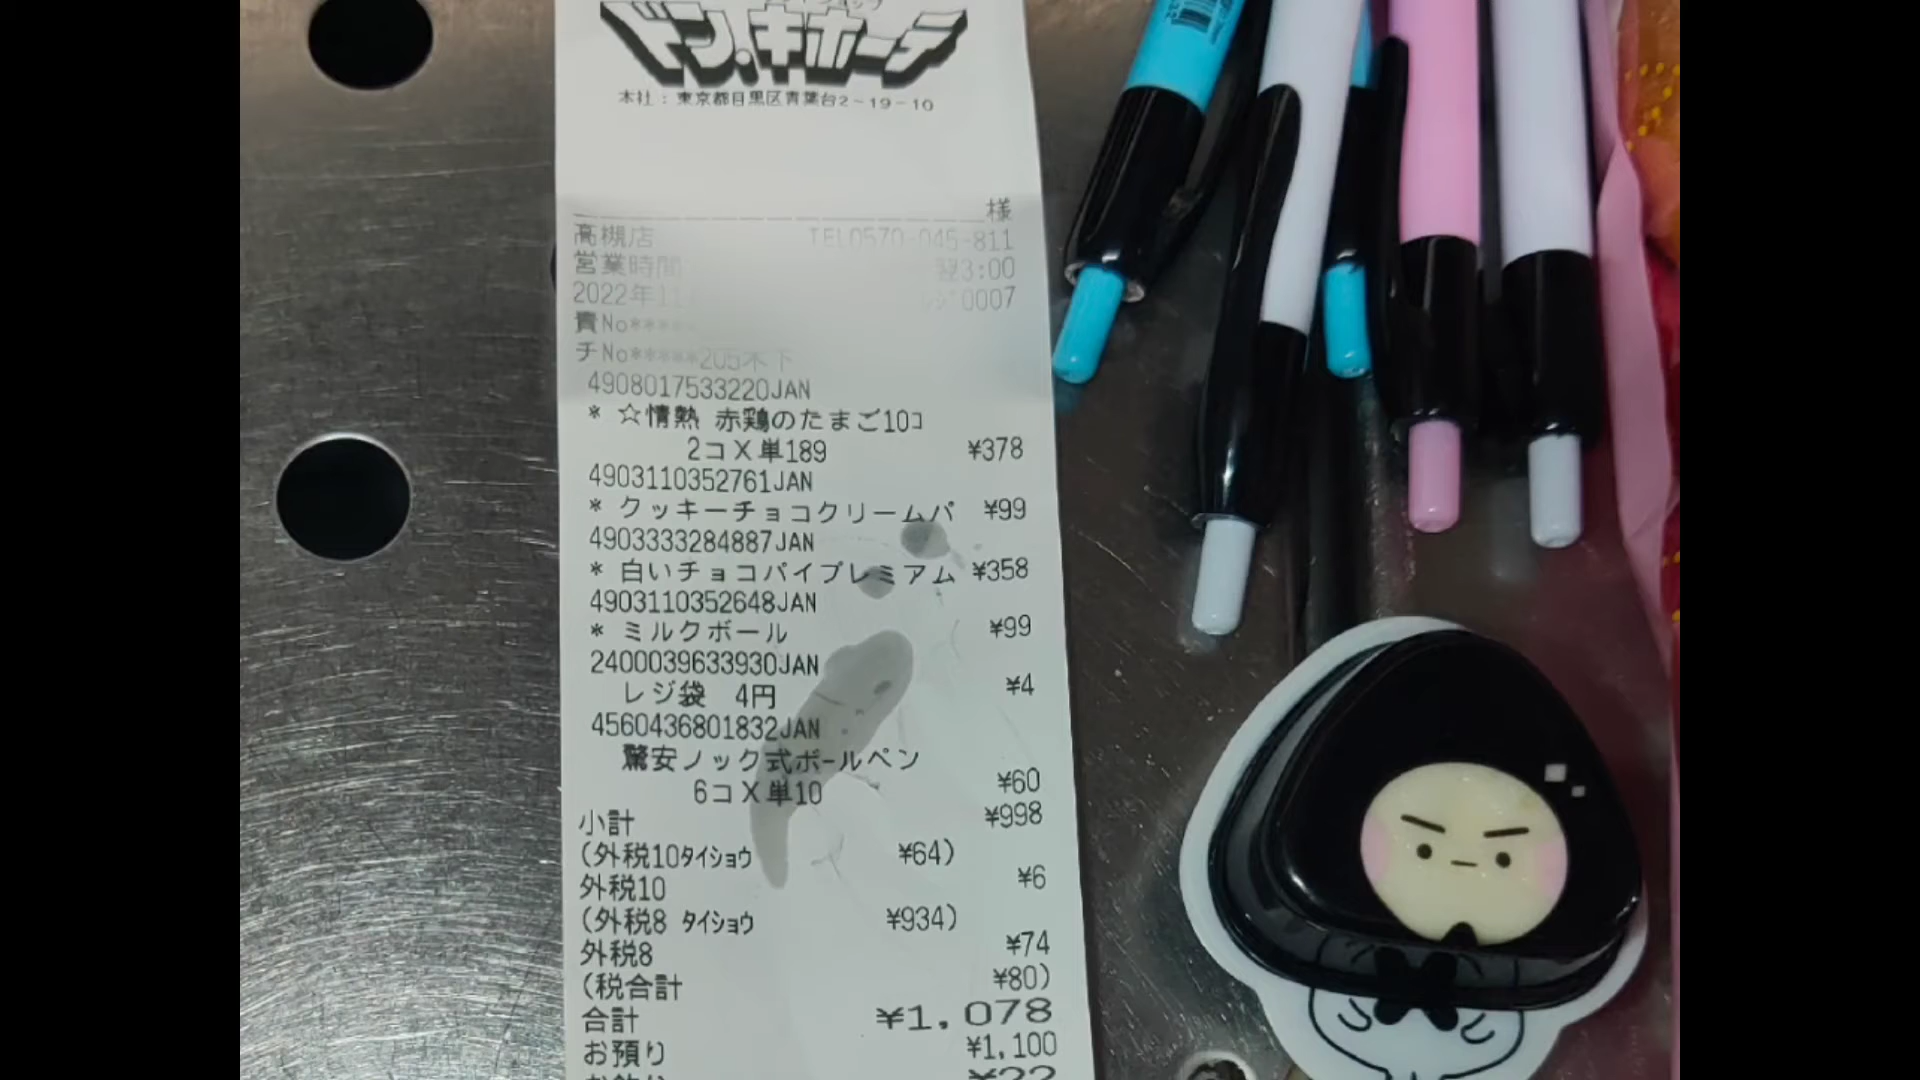 ドン.キホーテ
本社：東京都目黒区青葉台2-19-10
様
高槻店 TEL0570-045-811
営業時間 翌3:00
2022年11 0007
責No*****
チNo*****205木下
4908017533220JAN
* ☆情熱 赤鶏のたまご10コ
2コX単189 ¥378
4903110352761JAN
* クッキーチョコクリームパ ¥99
4903333284887JAN
* 白いチョコパイプレミアム ¥358
4903110352648JAN
* ミルクボール ¥99
2400039633930JAN
レジ袋 4円 ¥4
4560436801832JAN
驚安ノック式ボールペン
6コX単10 ¥60
小計 ¥998
(外税10タイショウ ¥64)
外税10 ¥6
(外税8 タイショウ ¥934)
外税8 ¥74
(税合計 ¥80)
合計 ¥1,078
お預り ¥1,100
¥22